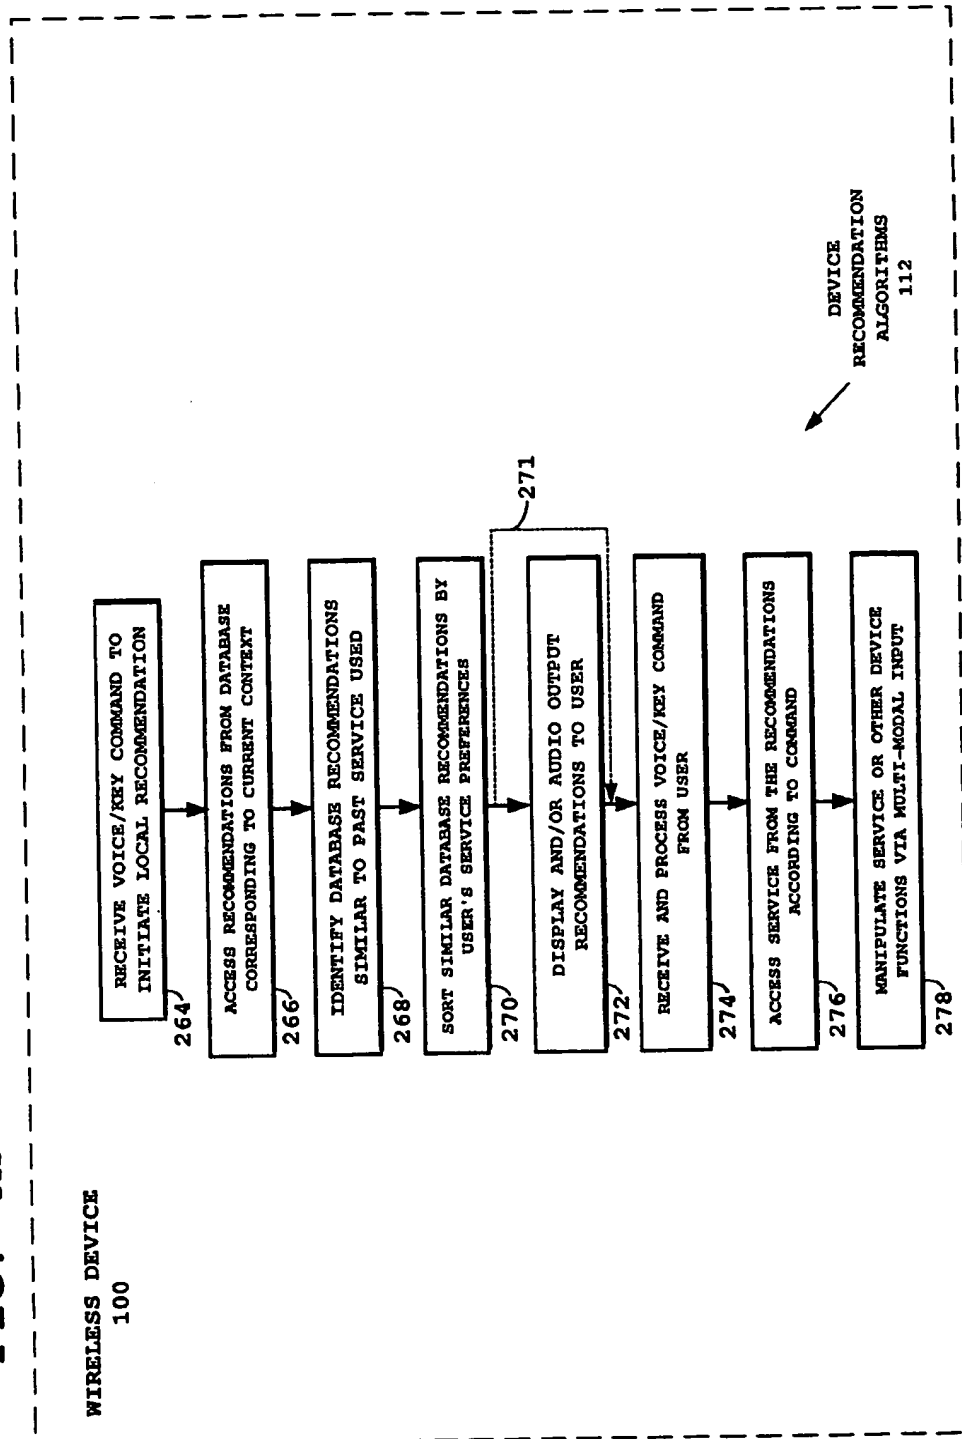 WIRELESS DEVICE
100
RECEIVE VOICE/KEY COMMAND TO
INITIATE LOCAL RECOMMENDATION
264
ACCESS RECOMMENDATIONS FROM DATABASE
CORRESPONDING TO CURRENT CONTEXT
266
IDENTIFY DATABASE RECOMMENDATIONS
SIMILAR TO PAST SERVICE USED
268
SORT SIMILAR DATABASE RECOMMENDATIONS BY
USER'S SERVICE PREFERENCES
270
271
DISPLAY AND/OR AUDIO OUTPUT
RECOMMENDATIONS TO USER
272
RECEIVE AND PROCESS VOICE/KEY COMMAND
FROM USER
274
ACCESS SERVICE FROM THE RECOMMENDATIONS
ACCORDING TO COMMAND
276
MANIPULATE SERVICE OR OTHER DEVICE
FUNCTIONS VIA MULTI-MODAL INPUT
278
DEVICE
RECOMMENDATION
ALGORITHMS
112